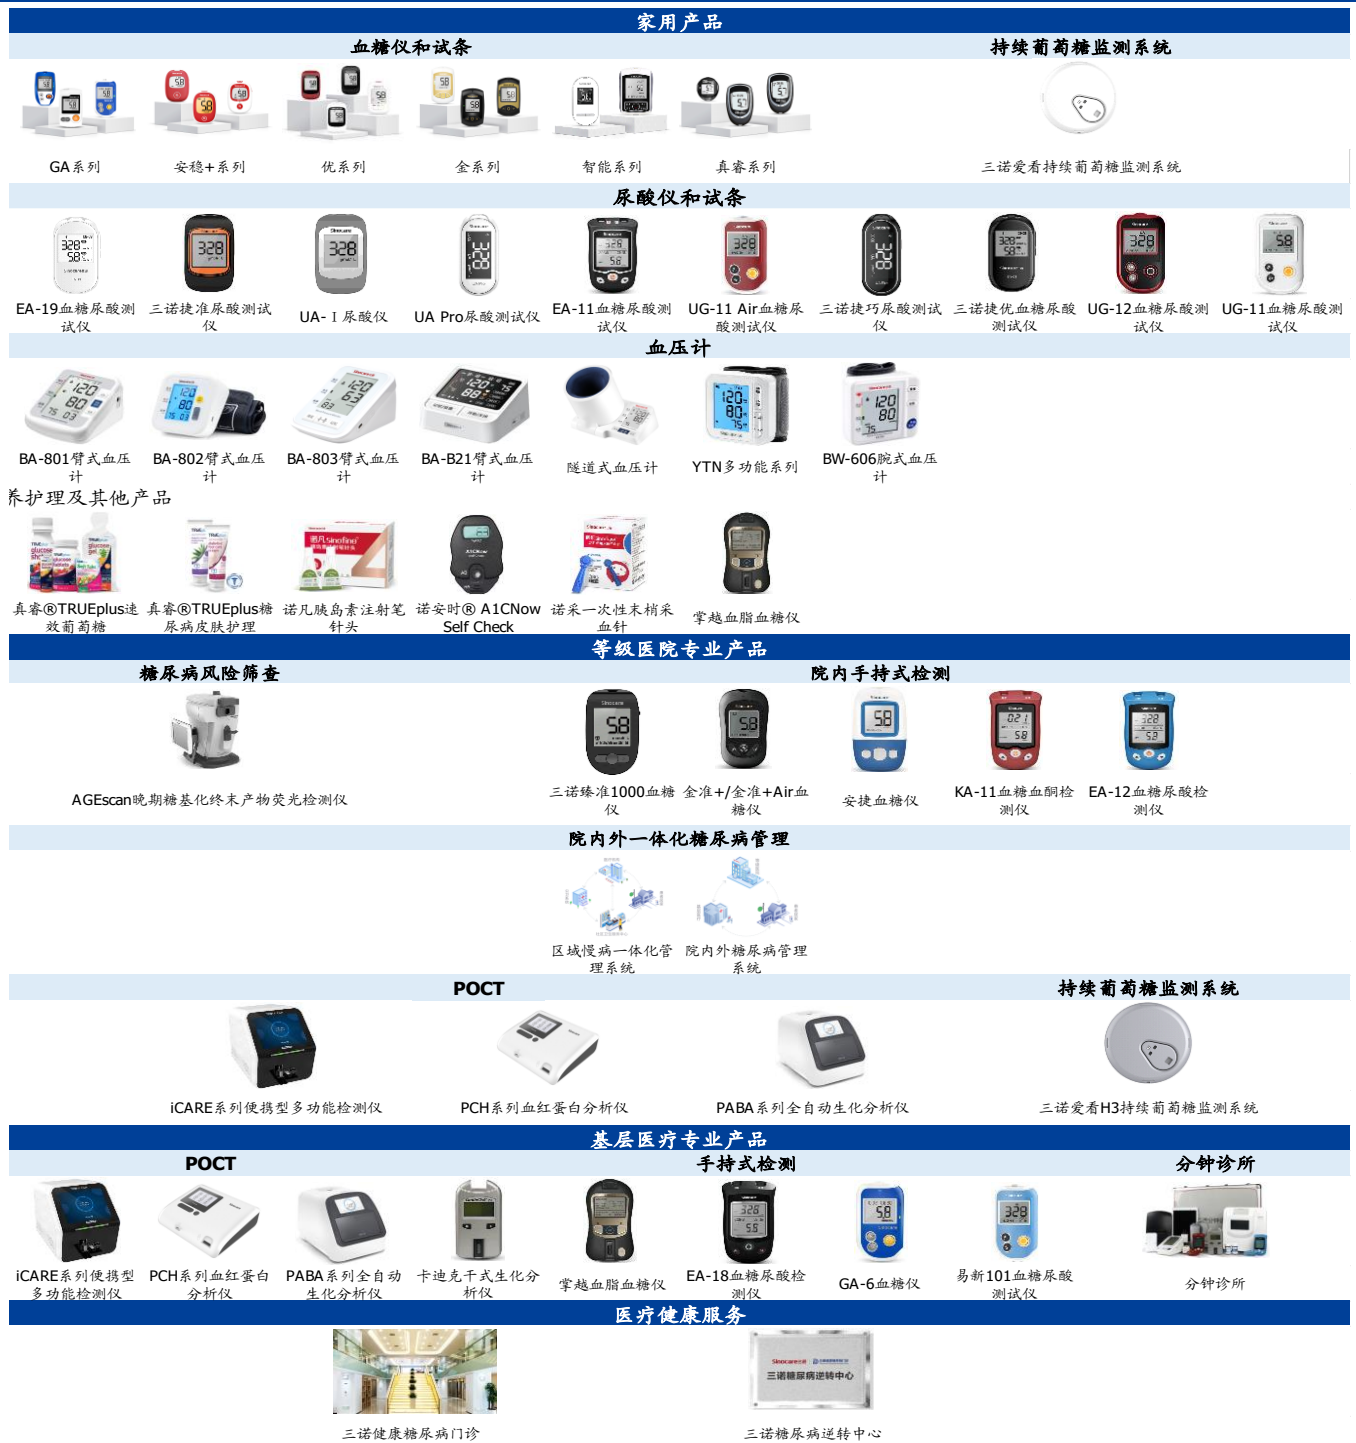 家用产品
血糖仪和试条
持续葡萄糖监测系统
GA系列
安稳+系列
优系列
金系列
智能系列
真睿系列
三诺爱看持续葡萄糖监测系统
尿酸仪和试条
EA-19血糖尿酸测
试仪
三诺捷准尿酸测试
仪
UA-Ⅰ尿酸仪
UA Pro尿酸测试仪
EA-11血糖尿酸测
试仪
UG-11 Air血糖尿
酸测试仪
三诺捷巧尿酸测试
仪
三诺捷优血糖尿酸
测试仪
UG-12血糖尿酸测
试仪
UG-11血糖尿酸测
试仪
血压计
BA-801臂式血压
计
BA-802臂式血压
计
BA-803臂式血压
计
BA-B21臂式血压
计
隧道式血压计
YTN多功能系列
BW-606腕式血压
计
养护理及其他产品
真睿®TRUEplus速
效葡萄糖
真睿®TRUEplus糖
尿病皮肤护理
诺凡胰岛素注射笔
针头
诺安时® A1CNow
Self Check
诺采一次性末梢采
血针
掌越血脂血糖仪
等级医院专业产品
糖尿病风险筛查
院内手持式检测
AGEscan晚期糖基化终末产物荧光检测仪
三诺臻准1000血糖
仪
金准+/金准+Air血
糖仪
安捷血糖仪
KA-11血糖血酮检
测仪
EA-12血糖尿酸检
测仪
院内外一体化糖尿病管理
区域慢病一体化管
理系统
院内外糖尿病管理
系统
POCT
持续葡萄糖监测系统
iCARE系列便携型多功能检测仪
PCH系列血红蛋白分析仪
PABA系列全自动生化分析仪
三诺爱看H3持续葡萄糖监测系统
基层医疗专业产品
POCT
手持式检测
分钟诊所
iCARE系列便携型
多功能检测仪
PCH系列血红蛋白
分析仪
PABA系列全自动
生化分析仪
卡迪克干式生化分
析仪
掌越血脂血糖仪
EA-18血糖尿酸检
测仪
GA-6血糖仪
易新101血糖尿酸
测试仪
分钟诊所
医疗健康服务
三诺糖尿病逆转中心
三诺健康糖尿病门诊
三诺糖尿病逆转中心